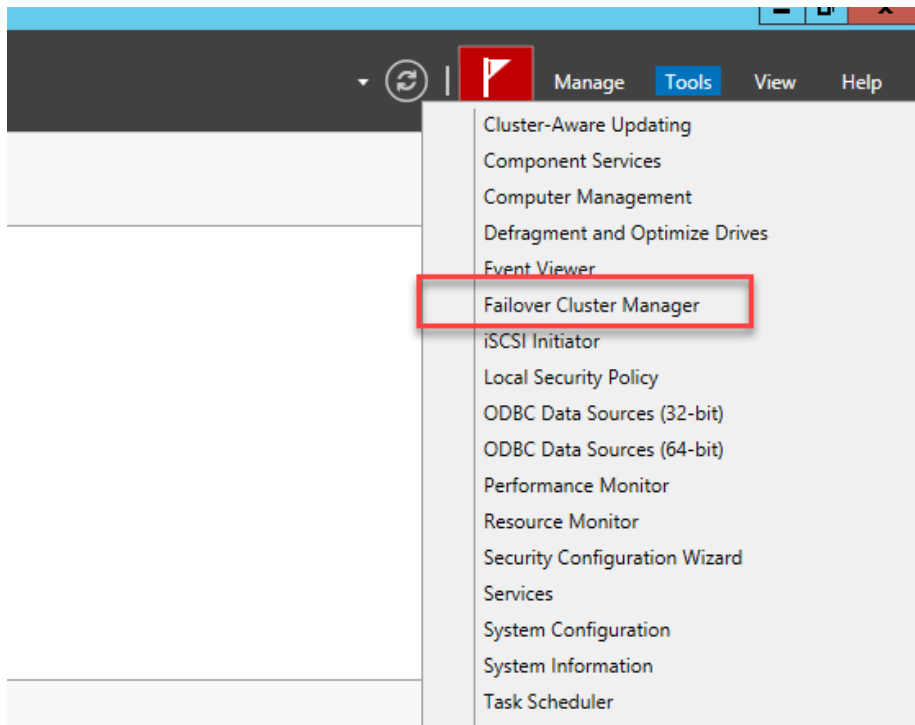 Manage Tools View Help
Cluster-Aware Updating
Component Services
Computer Management
Defragment and Optimize Drives
Event Viewer
Failover Cluster Manager
iSCSI Initiator
Local Security Policy
ODBC Data Sources (32-bit)
ODBC Data Sources (64-bit)
Performance Monitor
Resource Monitor
Security Configuration Wizard
Services
System Configuration
System Information
Task Scheduler